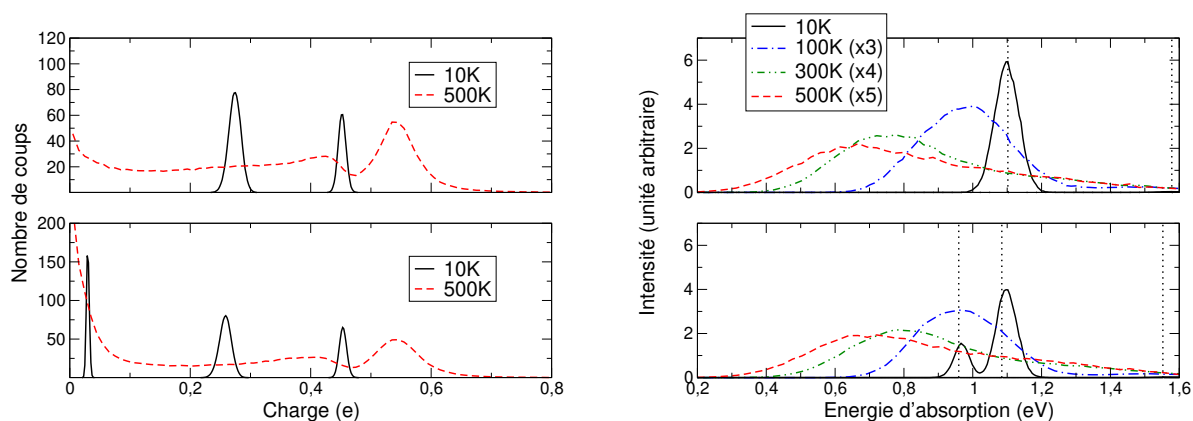 Nombre de coups
120
100
80
60
40
20
10K
500K
200
150
100
50
10K
500K
0
0,2
0,4
0,6
0,8
Charge (e)
10K
100K (x3)
300K (x4)
500K (x5)
Intensité (unité arbitraire)
6
4
2
0
6
4
2
0
0,2
0,4
0,6
0,8
1
1,2
1,4
1,6
Energie d'absorption (eV)